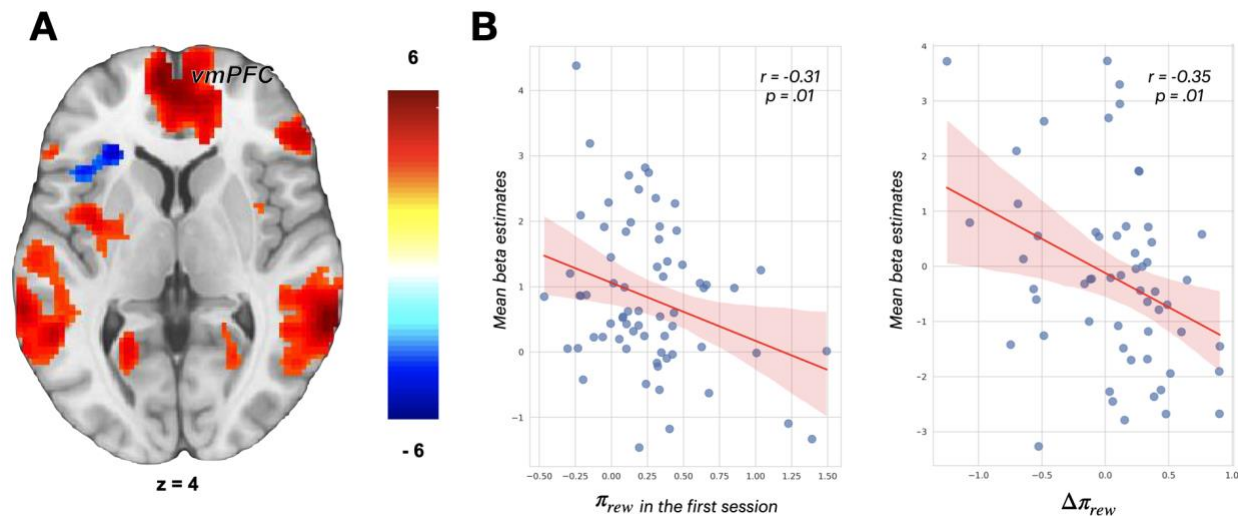 A
vmPFC
z = 4
6
- 6
B
r = -0.31
p = .01
Mean beta estimates
4
3
2
1
0
−1
−0.50
−0.25
0.00
0.25
0.50
0.75
1.00
1.25
1.50
π_rew in the first session
r = -0.35
p = .01
Mean beta estimates
4
3
2
1
0
−1
−2
−3
−1.0
−0.5
0.0
0.5
1.0
Δπ_rew